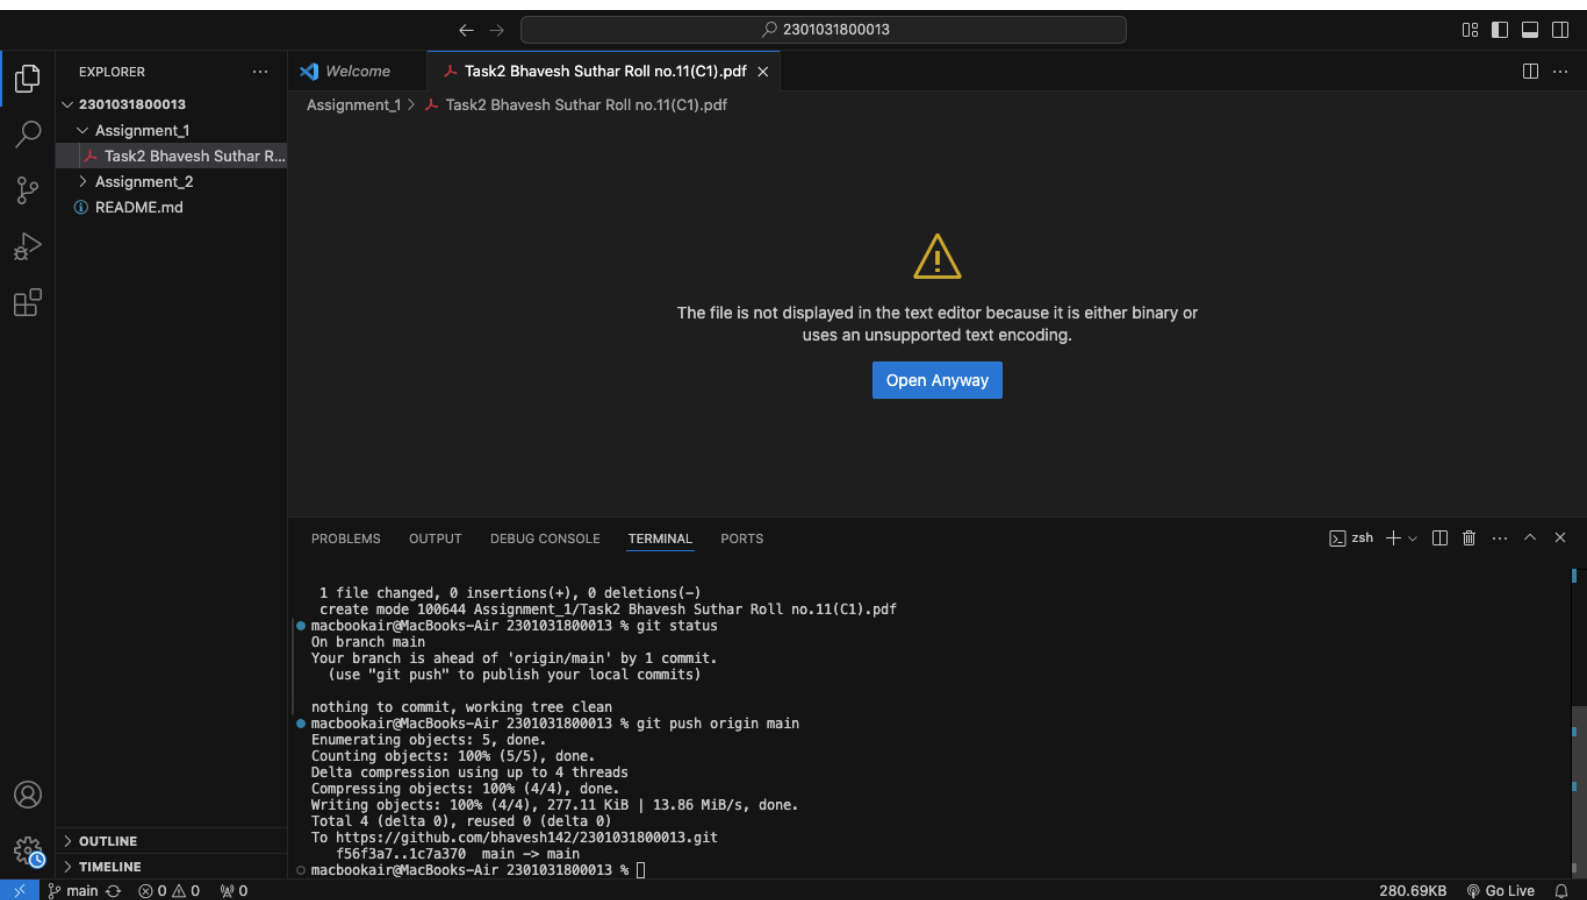 2301031800013
EXPLORER
Welcome
Task2 Bhavesh Suthar Roll no.11(C1).pdf
2301031800013
Assignment_1 > Task2 Bhavesh Suthar Roll no.11(C1).pdf
Assignment_1
Task2 Bhavesh Suthar R...
Assignment_2
README.md
The file is not displayed in the text editor because it is either binary or
uses an unsupported text encoding.
Open Anyway
PROBLEMS OUTPUT DEBUG CONSOLE TERMINAL PORTS
zsh
1 file changed, 0 insertions(+), 0 deletions(-)
create mode 100644 Assignment_1/Task2 Bhavesh Suthar Roll no.11(C1).pdf
macbookair@MacBooks-Air 2301031800013 % git status
On branch main
Your branch is ahead of 'origin/main' by 1 commit.
(use "git push" to publish your local commits)
nothing to commit, working tree clean
macbookair@MacBooks-Air 2301031800013 % git push origin main
Enumerating objects: 5, done.
Counting objects: 100% (5/5), done.
Delta compression using up to 4 threads
Compressing objects: 100% (4/4), done.
Writing objects: 100% (4/4), 277.11 KiB | 13.86 MiB/s, done.
Total 4 (delta 0), reused 0 (delta 0)
To https://github.com/bhavesh142/2301031800013.git
f56f3a7..1c7a370 main -> main
macbookair@MacBooks-Air 2301031800013 %
OUTLINE
TIMELINE
main 0 0 0
280.69KB Go Live